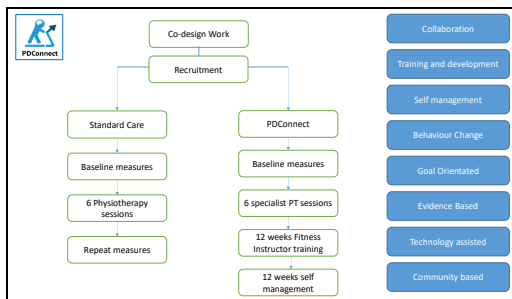 PDConnect
Co-design Work
Recruitment
Standard Care
Baseline measures
6 Physiotherapy
sessions
Repeat measures
PDConnect
Baseline measures
6 specialist PT sessions
12 weeks Fitness
Instructor training
12 weeks self
management
Collaboration
Training and development
Self management
Behaviour Change
Goal Orientated
Evidence Based
Technology assisted
Community based